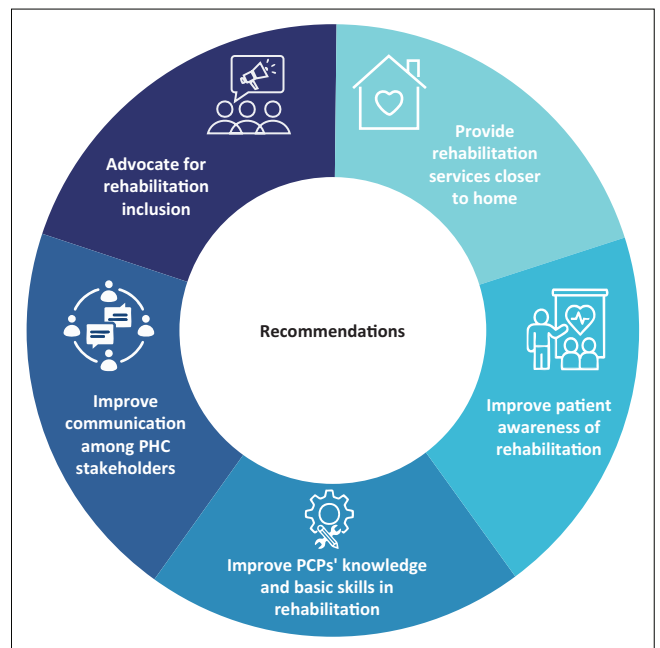 Advocate for
rehabilitation
inclusion
Provide
rehabilitation
services closer
to home
Recommendations
Improve
communication
among PHC
stakeholders
Improve patient
awareness of
rehabilitation
Improve PCPs' knowledge
and basic skills in
rehabilitation